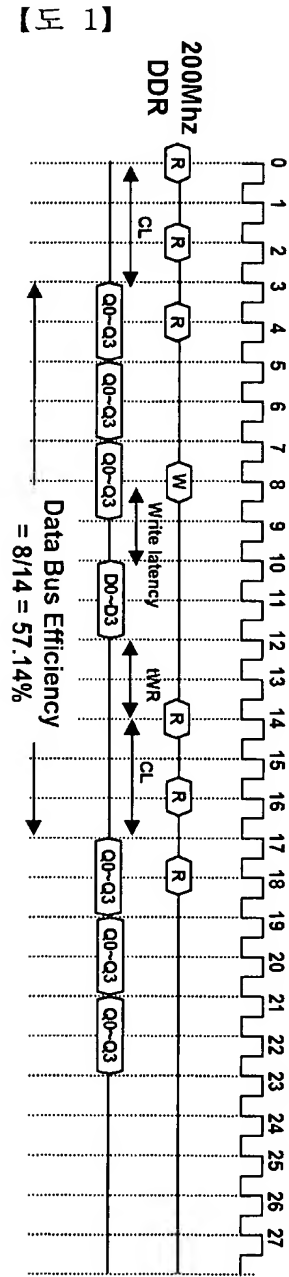 【도 1】
200Mhz
DDR
0 1 2 3 4 5 6 7 8 9 10 11 12 13 14 15 16 17 18 19 20 21 22 23 24 25 26 27
R R R W R R R
CL Write latency tWR CL
Q0~Q3 Q0~Q3 Q0~Q3 D0~D3 Q0~Q3 Q0~Q3 Q0~Q3
Data Bus Efficiency
= 8/14 = 57.14%